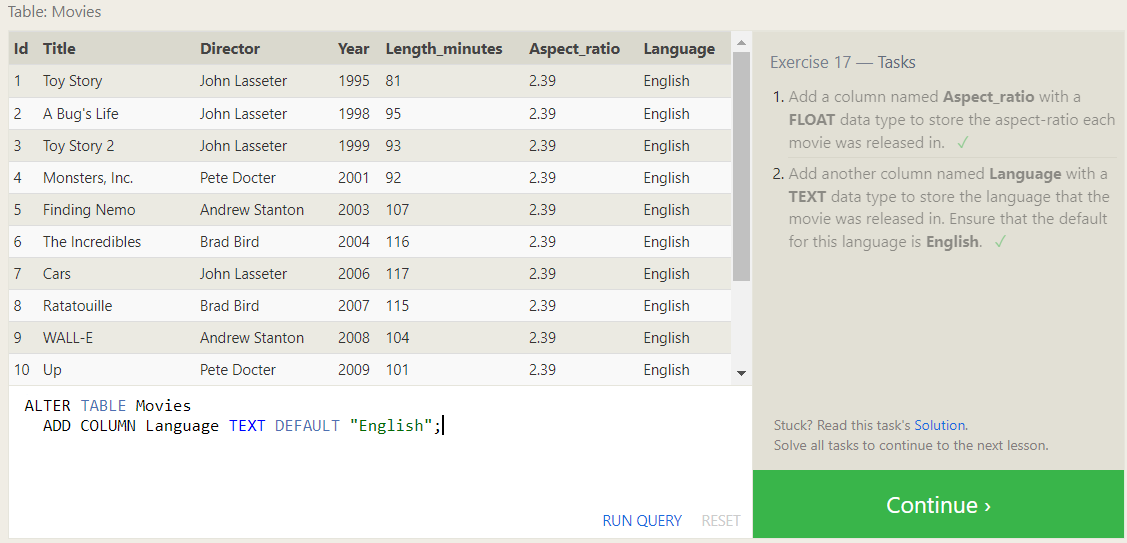 Table: Movies
Id Title Director Year Length_minutes Aspect_ratio Language
1 Toy Story John Lasseter 1995 81 2.39 English
2 A Bug's Life John Lasseter 1998 95 2.39 English
3 Toy Story 2 John Lasseter 1999 93 2.39 English
4 Monsters, Inc. Pete Docter 2001 92 2.39 English
5 Finding Nemo Andrew Stanton 2003 107 2.39 English
6 The Incredibles Brad Bird 2004 116 2.39 English
7 Cars John Lasseter 2006 117 2.39 English
8 Ratatouille Brad Bird 2007 115 2.39 English
9 WALL-E Andrew Stanton 2008 104 2.39 English
10 Up Pete Docter 2009 101 2.39 English
ALTER TABLE Movies
ADD COLUMN Language TEXT DEFAULT "English";
RUN QUERY RESET
Exercise 17 — Tasks
1. Add a column named Aspect_ratio with a
FLOAT data type to store the aspect-ratio each
movie was released in. ✓
2. Add another column named Language with a
TEXT data type to store the language that the
movie was released in. Ensure that the default
for this language is English. ✓
Stuck? Read this task's Solution.
Solve all tasks to continue to the next lesson.
Continue ›